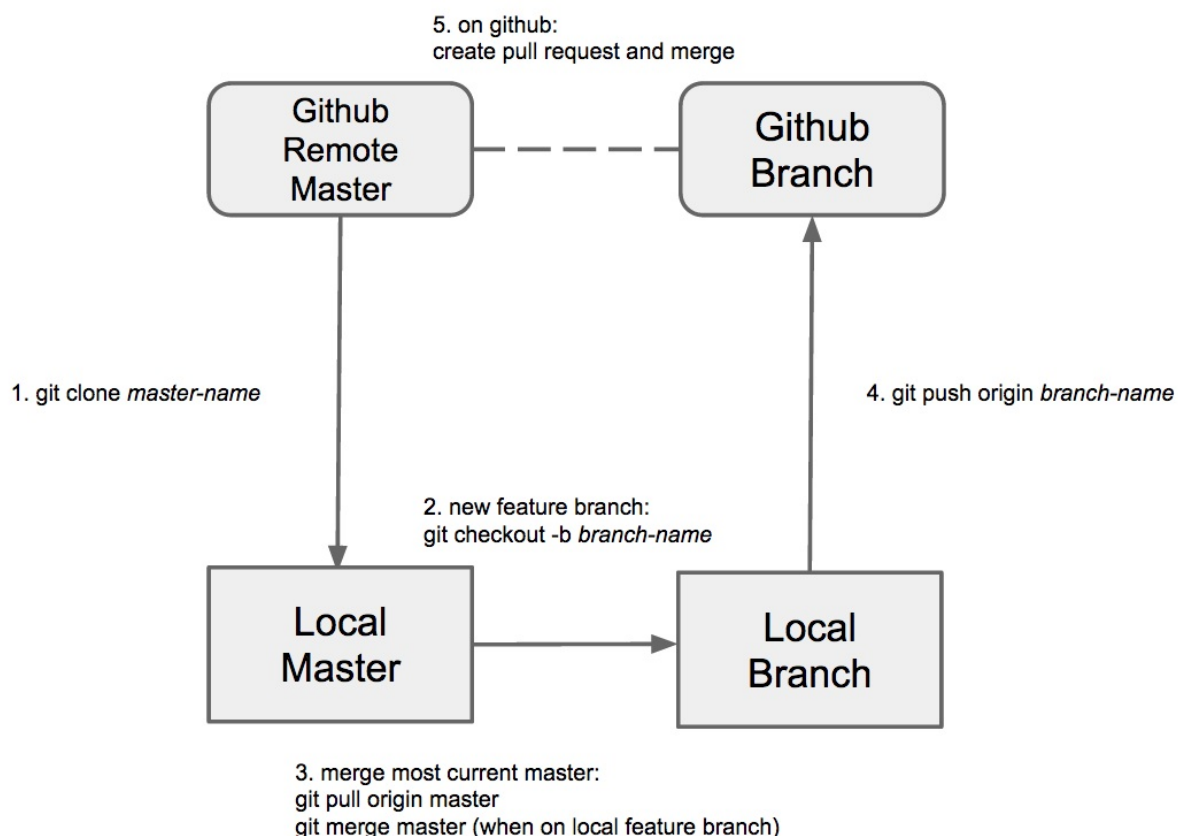 5. on github:
create pull request and merge
Github
Remote
Master
Github
Branch
1. git clone master-name
4. git push origin branch-name
2. new feature branch:
git checkout -b branch-name
Local
Master
Local
Branch
3. merge most current master:
git pull origin master
git merge master (when on local feature branch)